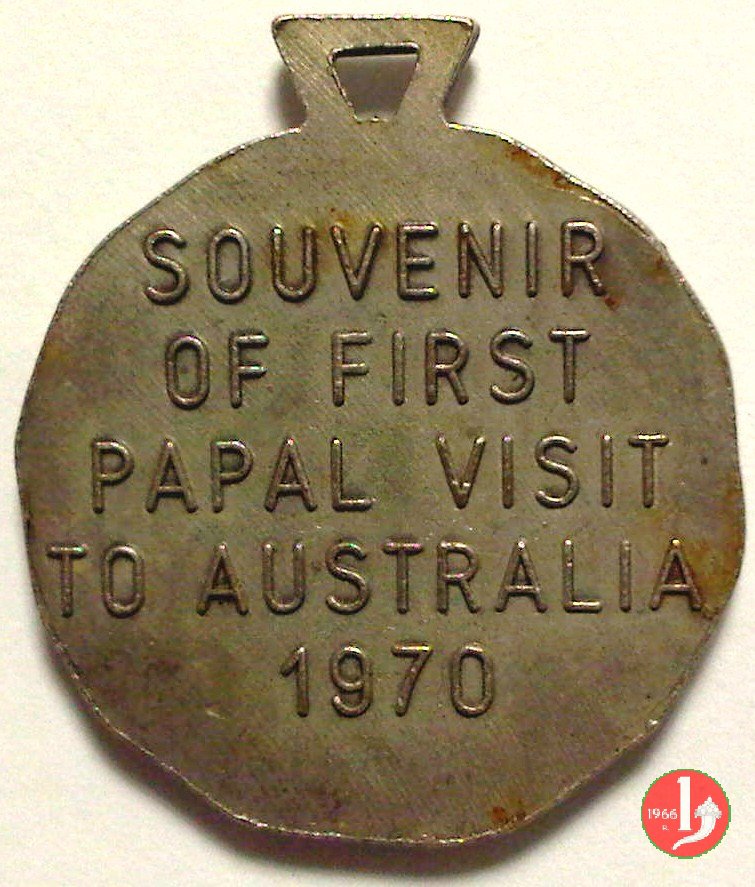 SOUVENIR
OF FIRST
PAPAL VISIT
TO AUSTRALIA
1970
1966
R